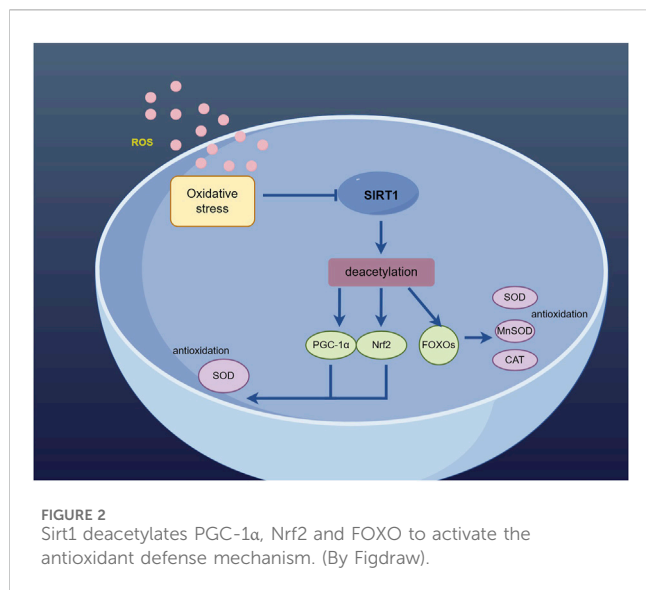 ROS
Oxidative
stress
SIRT1
deacetylation
PGC-1α
Nrf2
FOXOs
SOD
antioxidation
MnSOD
CAT
antioxidation
SOD
FIGURE 2
Sirt1 deacetylates PGC-1α, Nrf2 and FOXO to activate the
antioxidant defense mechanism. (By Figdraw).